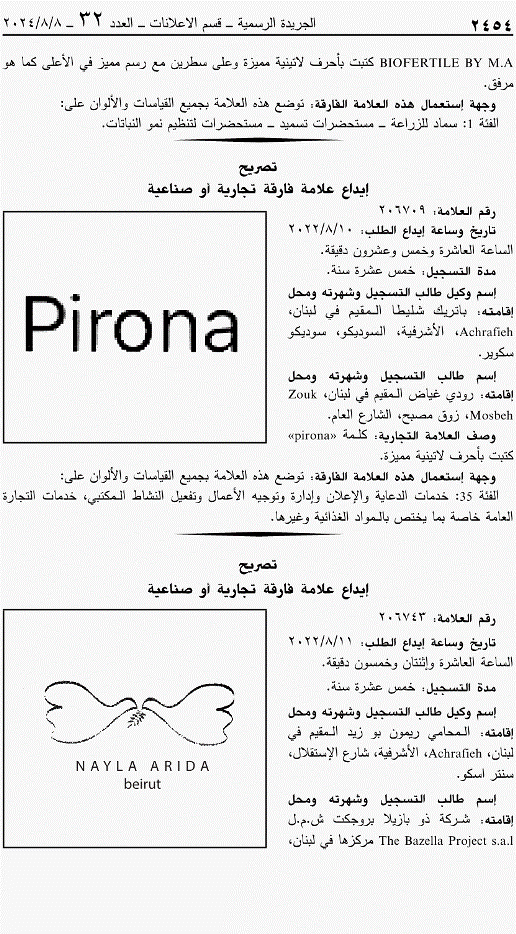 ٢٤٥٤
الجريدة الرسمية ــ قسم الاعلانات ــ العدد ٣٢ ــ ٢٠٢٤/٨/٨
BIOFERTILE BY M.A كتبت بأحرف لاتينية مميزة وعلى سطرين مع رسم مميز في الأعلى كما هو
مرفق.
وجهة إستعمال هذه العلامة الفارقة: توضع هذه العلامة بجميع القياسات والألوان على:
الفئة 1: سماد للزراعة ــ مستحضرات تسميد ــ مستحضرات لتنظيم نمو النباتات.
تصريح
إيداع علامة فارقة تجارية أو صناعية
رقم العلامة: ٢٠٦٧٠٩
تاريخ وساعة إيداع الطلب: ٢٠٢٢/٨/١٠
الساعة العاشرة وخمس وعشرون دقيقة.
مدة التسجيل: خمس عشرة سنة.
إسم وكيل طالب التسجيل وشهرته ومحل
إقامته: باتريك شليطا المقيم في لبنان،
Achrafieh، الأشرفية، السوديكو، سوديكو
سكوير.
إسم طالب التسجيل وشهرته ومحل
إقامته: رودي غياض المقيم في لبنان، Zouk
Mosbeh، زوق مصبح، الشارع العام.
وصف العلامة التجارية: كلمة «pirona»
كتبت بأحرف لاتينية مميزة.
Pirona
وجهة إستعمال هذه العلامة الفارقة: توضع هذه العلامة بجميع القياسات والألوان على:
الفئة 35: خدمات الدعاية والإعلان وإدارة وتوجيه الأعمال وتفعيل النشاط المكتبي، خدمات التجارة
العامة خاصة بما يختص بالمواد الغذائية وغيرها.
تصريح
إيداع علامة فارقة تجارية أو صناعية
رقم العلامة: ٢٠٦٧٤٣
تاريخ وساعة إيداع الطلب: ٢٠٢٢/٨/١١
الساعة العاشرة وإثنتان وخمسون دقيقة.
مدة التسجيل: خمس عشرة سنة.
إسم وكيل طالب التسجيل وشهرته ومحل
إقامته: المحامي ريمون بو زيد المقيم في
لبنان، Achrafieh، الأشرفية، شارع الإستقلال،
سنتر اسكو.
إسم طالب التسجيل وشهرته ومحل
إقامته: شركة ذو بازيلا بروجكت ش.م.ل
The Bazella Project s.a.l مركزها في لبنان،
NAYLA ARIDA
beirut